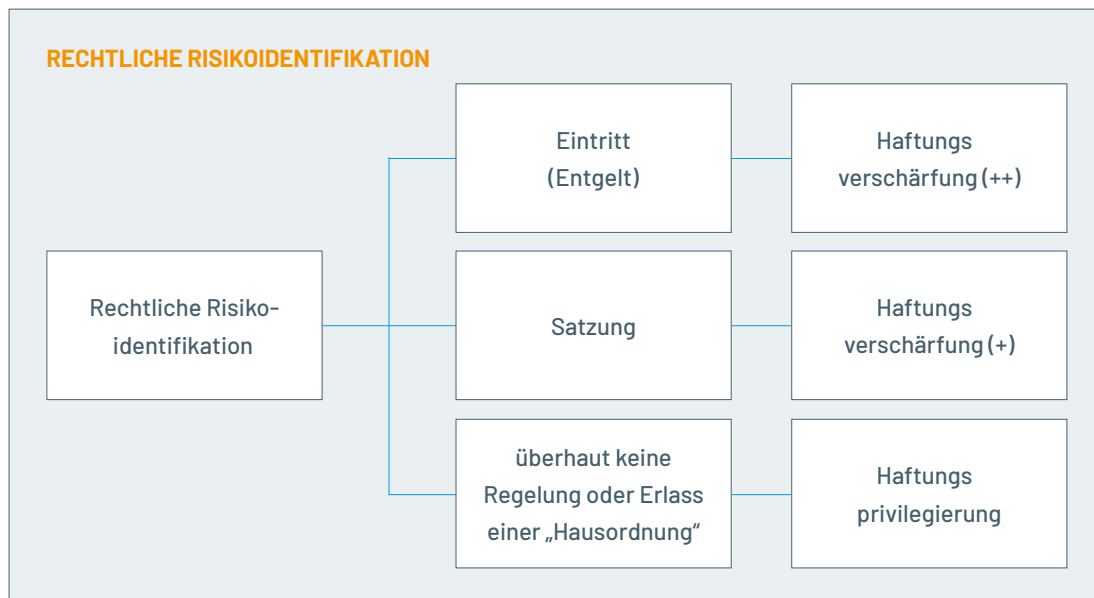 RECHTLICHE RISIKOIDENTIFIKATION
Eintritt
(Entgelt)
Haftungs
verschärfung (++)
Rechtliche Risiko-
identifikation
Satzung
Haftungs
verschärfung (+)
überhaut keine
Regelung oder Erlass
einer „Hausordnung“
Haftungs
privilegierung